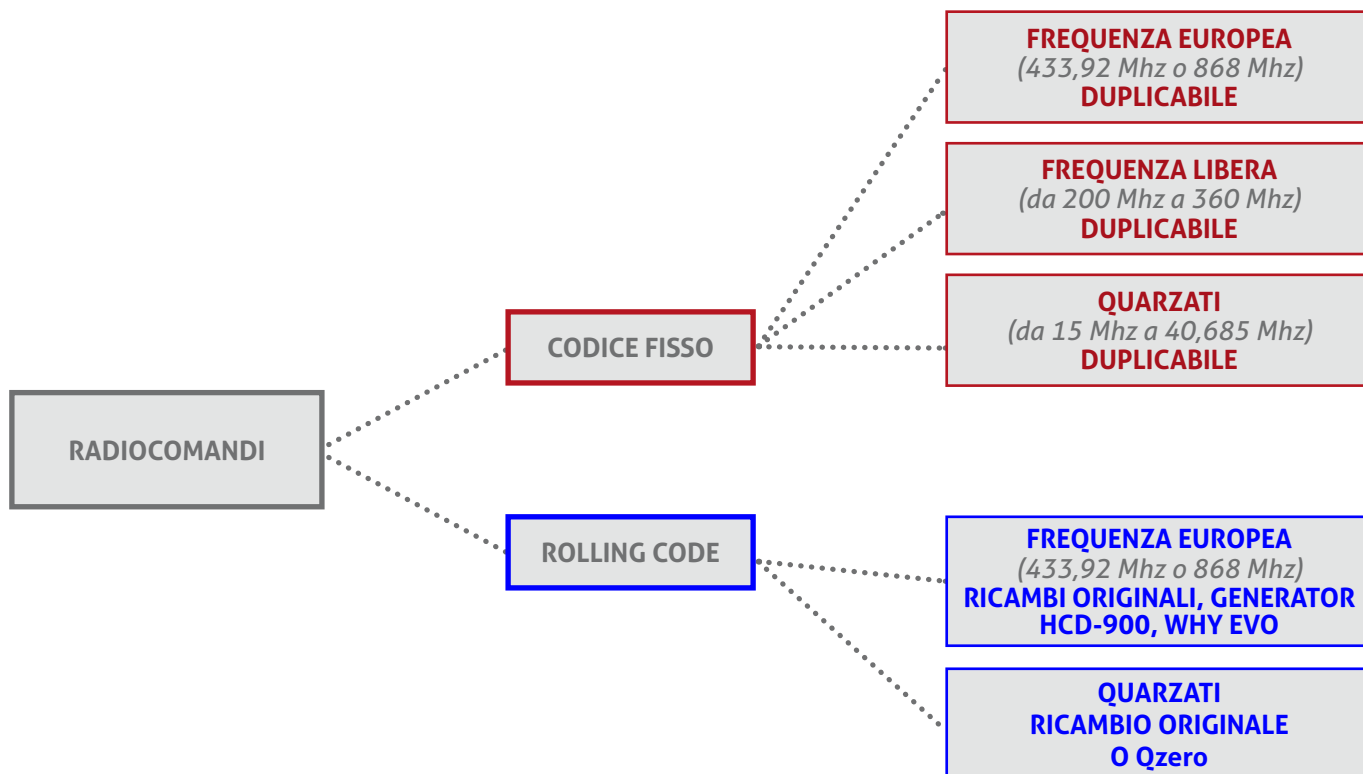 FREQUENZA EUROPEA
(433,92 Mhz o 868 Mhz)
DUPLICABILE
FREQUENZA LIBERA
(da 200 Mhz a 360 Mhz)
DUPLICABILE
QUARZATI
(da 15 Mhz a 40,685 Mhz)
DUPLICABILE
CODICE FISSO
RADIOCOMANDI
ROLLING CODE
FREQUENZA EUROPEA
(433,92 Mhz o 868 Mhz)
RICAMBI ORIGINALI, GENERATOR
HCD-900, WHY EVO
QUARZATI
RICAMBIO ORIGINALE
O Qzero